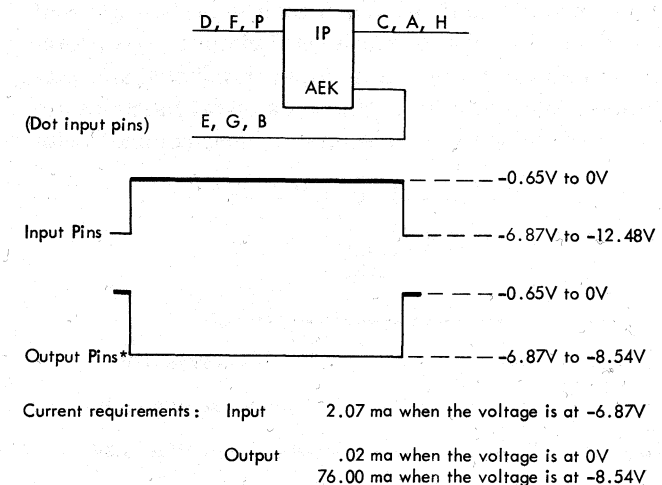 D, F, P
IP
C, A, H
AEK
(Dot input pins)
E, G, B
-0.65V to 0V
Input Pins
-6.87V to -12.48V
-0.65V to 0V
Output Pins*
-6.87V to -8.54V
Current requirements: Input 2.07 ma when the voltage is at -6.87V
Output .02 ma when the voltage is at 0V
76.00 ma when the voltage is at -8.54V